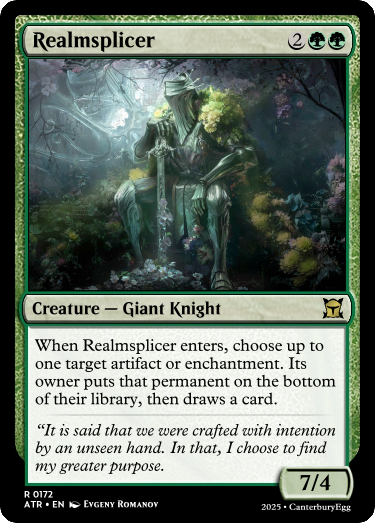 Realmsplicer 2
Creature — Giant Knight
When Realmsplicer enters, choose up to
one target artifact or enchantment. Its
owner puts that permanent on the bottom
of their library, then draws a card.
“It is said that we were crafted with intention
by an unseen hand. In that, I choose to find
my greater purpose.
7/4
R 0172
ATR • EN Evgeny Romanov
2025 • CanterburyEgg